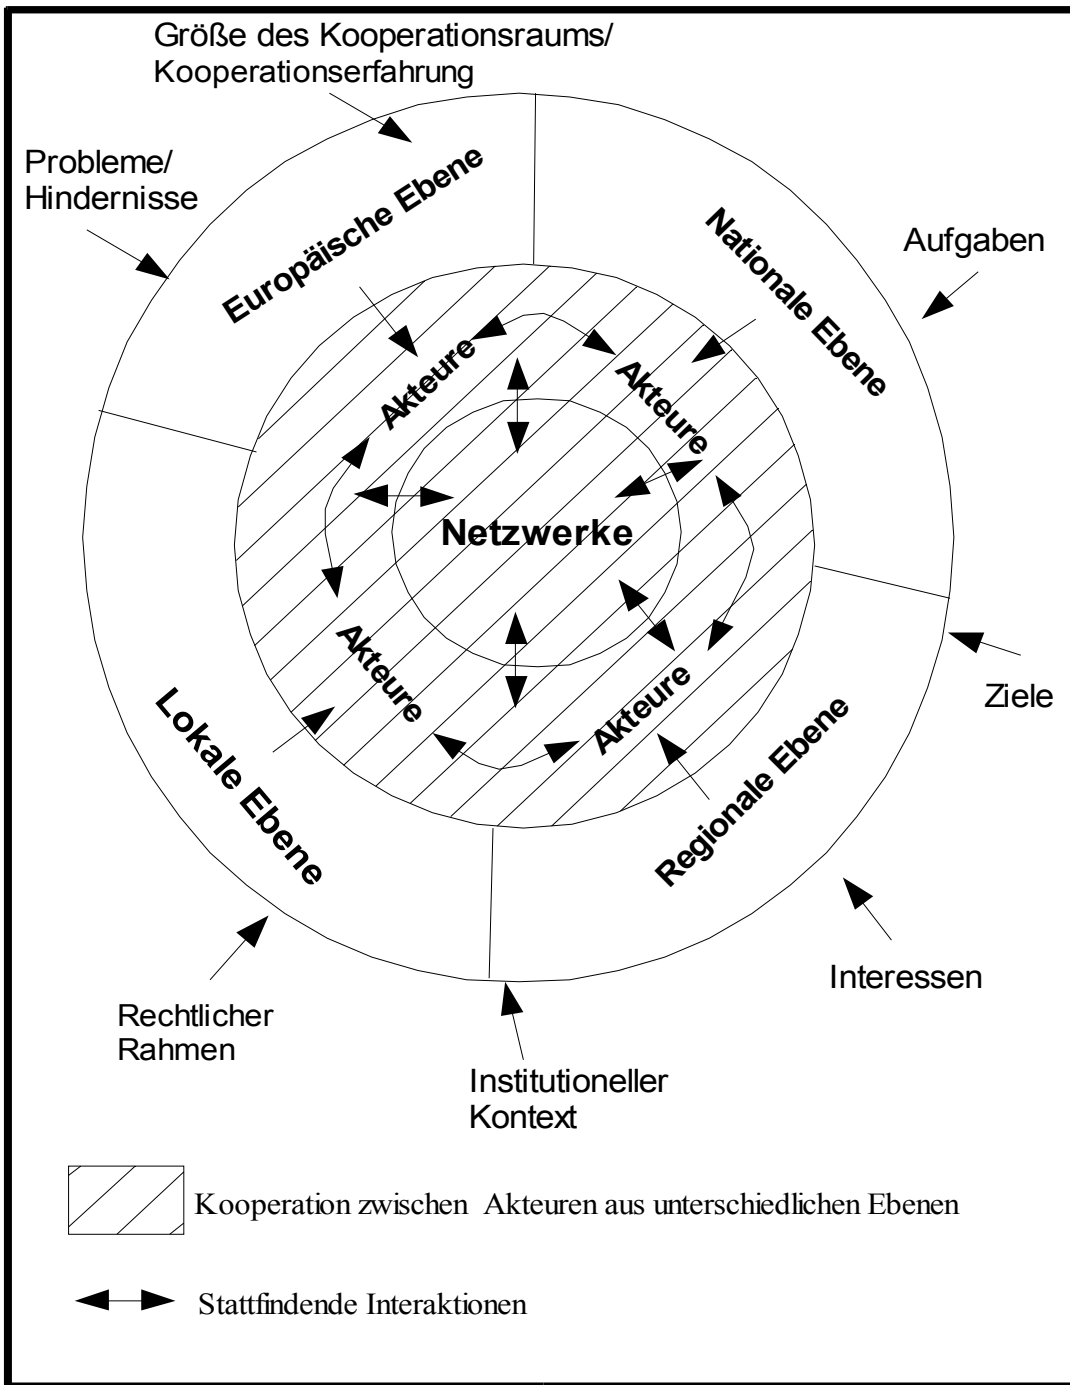 Größe des Kooperationsraums/
Kooperationserfahrung
Probleme/
Hindernisse
Europäische Ebene
Nationale Ebene
Aufgaben
Akteure
Akteure
Netzwerke
Akteure
Akteure
Lokale Ebene
Regionale Ebene
Ziele
Interessen
Rechtlicher
Rahmen
Institutioneller
Kontext
Kooperation zwischen Akteuren aus unterschiedlichen Ebenen
Stattfindende Interaktionen